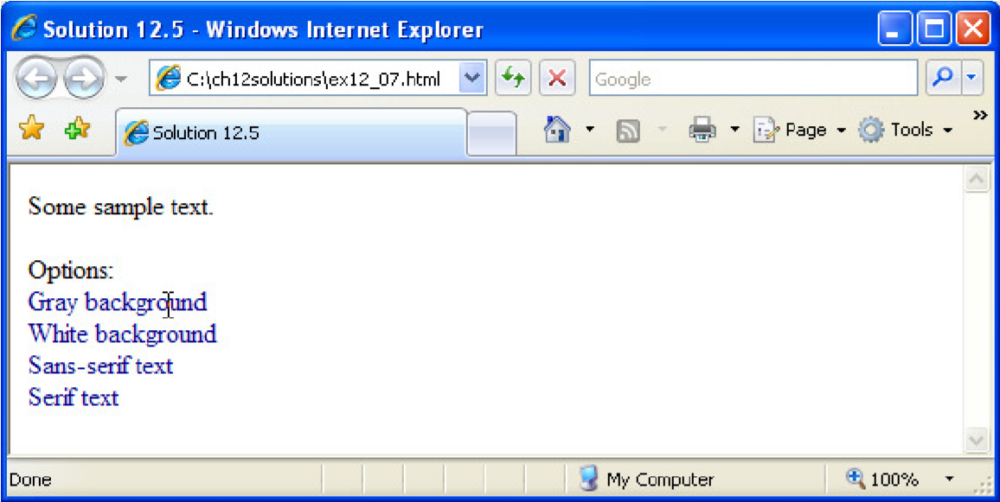 Solution 12.5 - Windows Internet Explorer
C:\ch12solutions\ex12_07.html
Google
Solution 12.5
Page
Tools
Some sample text.
Options:
Gray background
White background
Sans-serif text
Serif text
Done
My Computer
100%